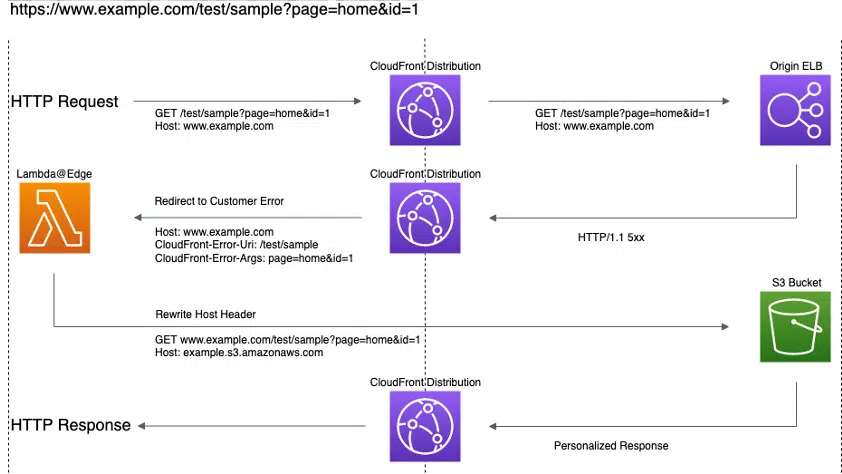 https://www.example.com/test/sample?page=home&id=1
CloudFront Distribution
Origin ELB
HTTP Request
GET /test/sample?page=home&id=1
Host: www.example.com
GET /test/sample?page=home&id=1
Host: www.example.com
Lambda@Edge
CloudFront Distribution
Redirect to Customer Error
Host: www.example.com
CloudFront-Error-Uri: /test/sample
CloudFront-Error-Args: page=home&id=1
HTTP/1.1 5xx
S3 Bucket
Rewrite Host Header
GET www.example.com/test/sample?page=home&id=1
Host: example.s3.amazonaws.com
CloudFront Distribution
HTTP Response
Personalized Response